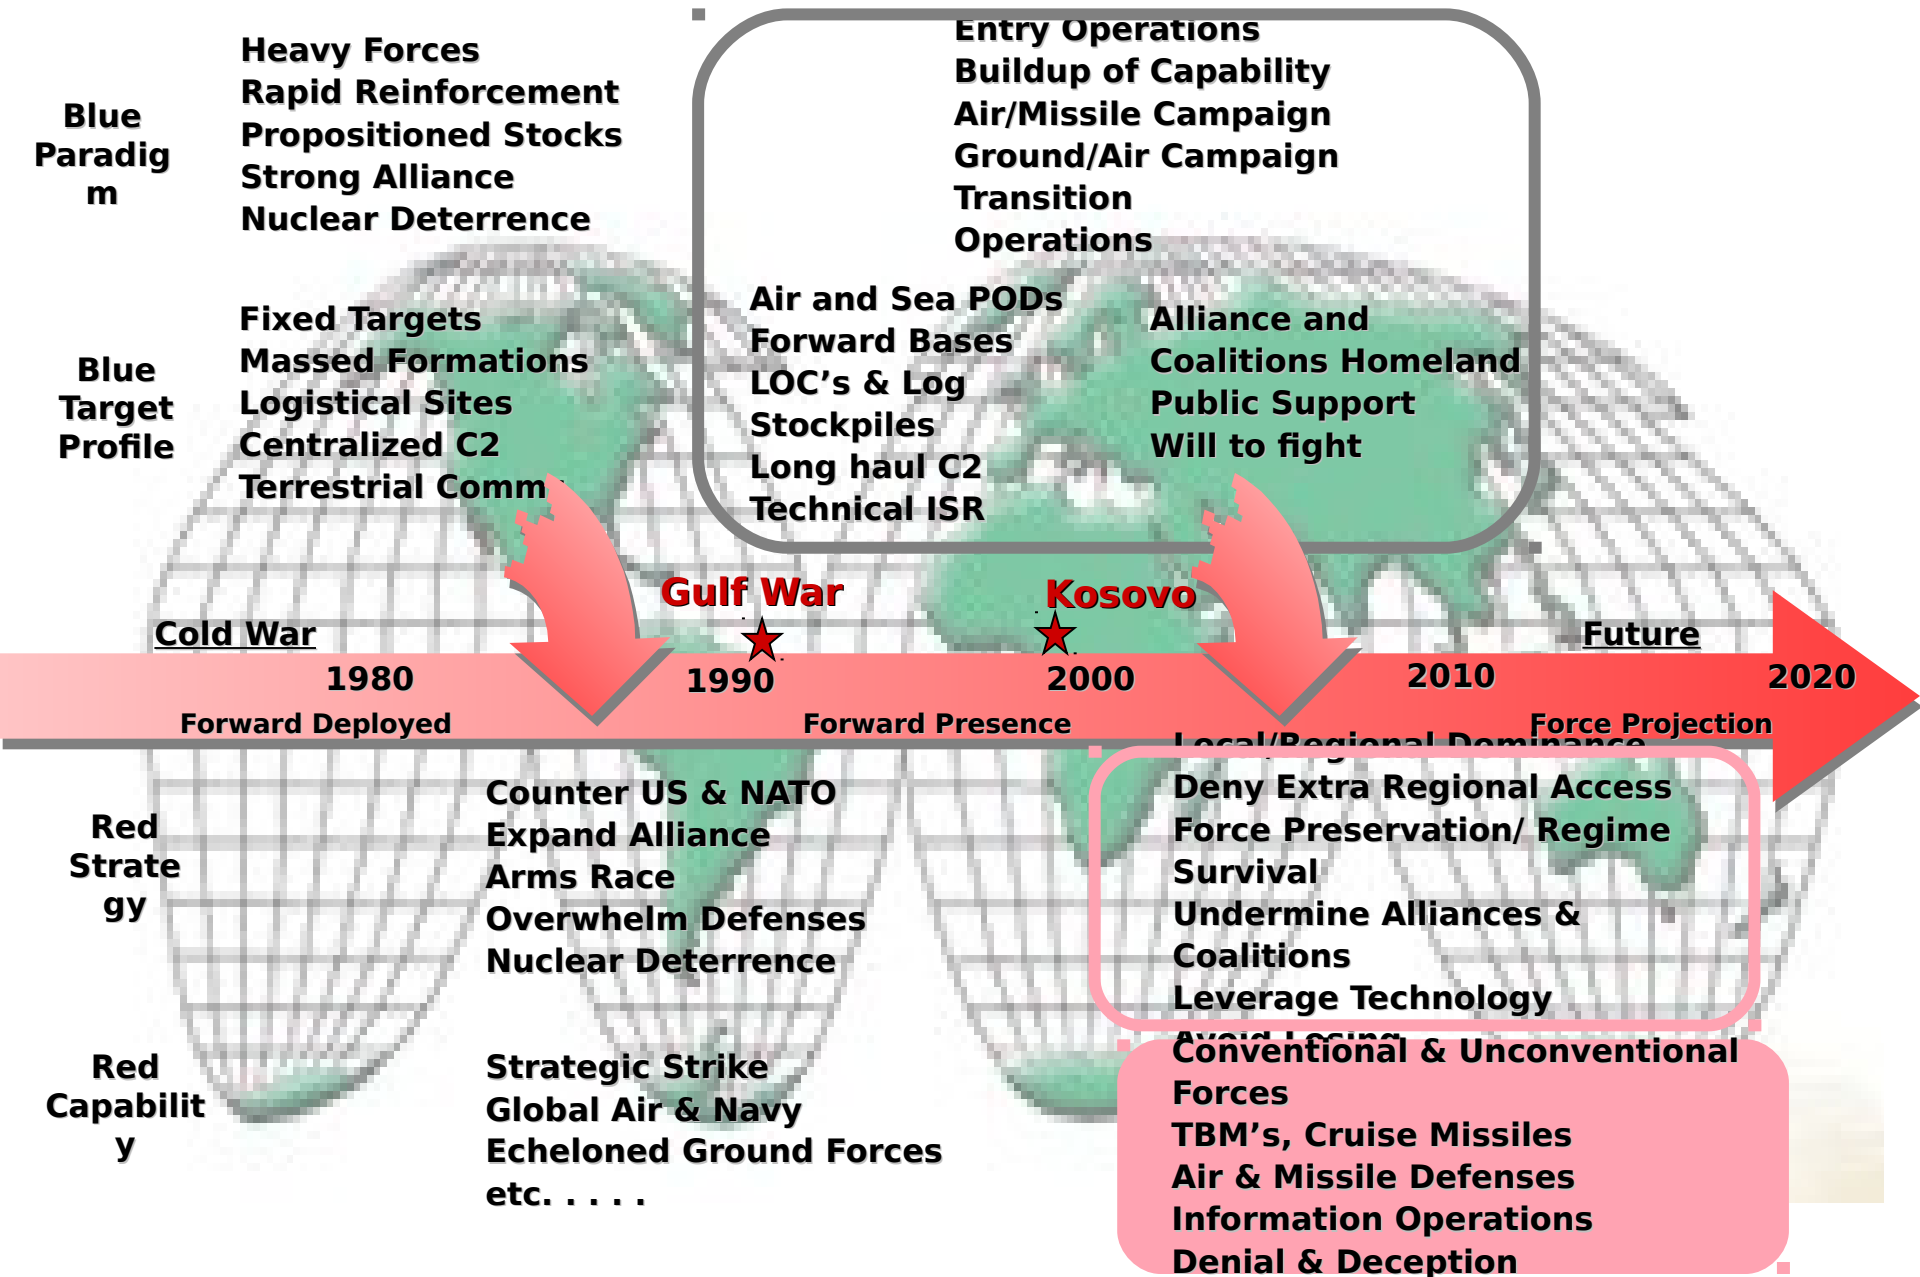 Blue
Paradig
m
Heavy Forces
Rapid Reinforcement
Propositioned Stocks
Strong Alliance
Nuclear Deterrence
Entry Operations
Buildup of Capability
Air/Missile Campaign
Ground/Air Campaign
Transition
Operations
Blue
Target
Profile
Fixed Targets
Massed Formations
Logistical Sites
Centralized C2
Terrestrial Comm
Air and Sea PODs
Forward Bases
LOC’s & Log
Stockpiles
Long haul C2
Technical ISR
Alliance and
Coalitions Homeland
Public Support
Will to fight
Gulf War
Kosovo
Cold War
Future
1980
1990
2000
2010
2020
Forward Deployed
Forward Presence
Force Projection
Red
Strate
gy
Counter US & NATO
Expand Alliance
Arms Race
Overwhelm Defenses
Nuclear Deterrence
Local/Regional Dominance
Deny Extra Regional Access
Force Preservation/ Regime
Survival
Undermine Alliances &
Coalitions
Leverage Technology
Avoid Losing
Red
Capabilit
y
Strategic Strike
Global Air & Navy
Echeloned Ground Forces
etc. . . . .
Conventional & Unconventional
Forces
TBM’s, Cruise Missiles
Air & Missile Defenses
Information Operations
Denial & Deception